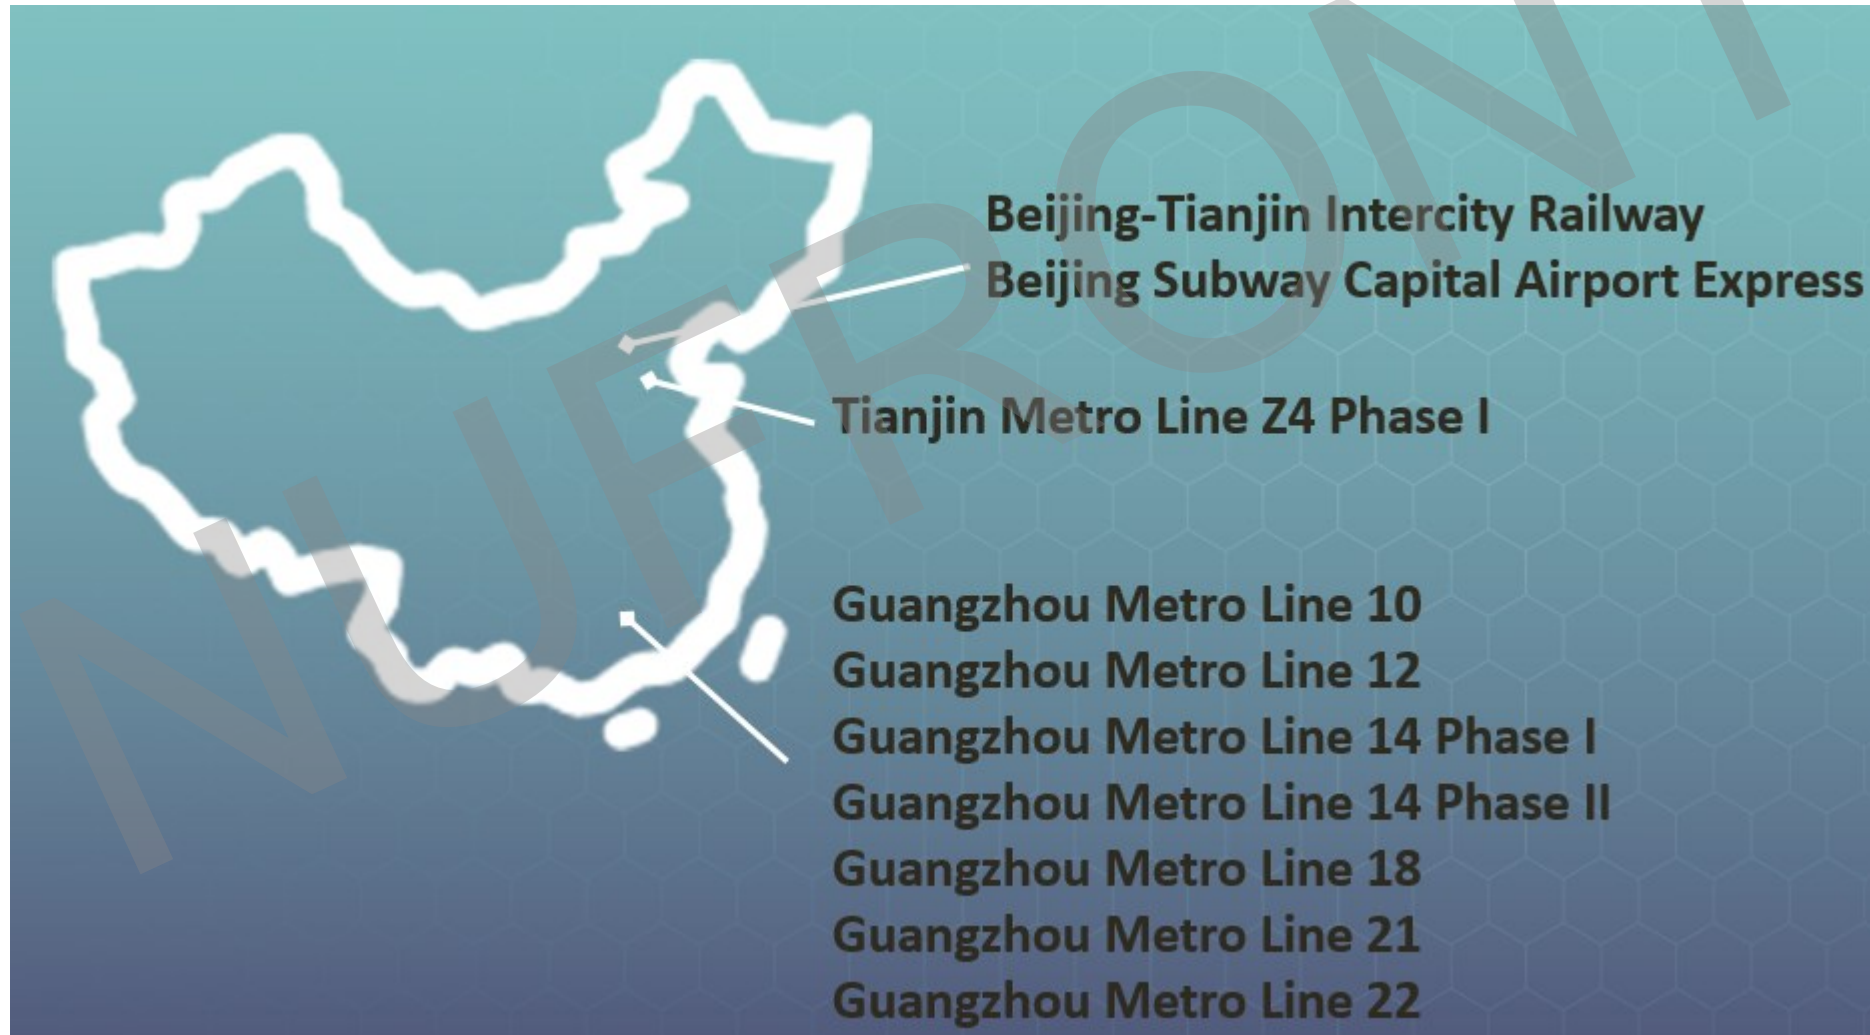 Beijing-Tianjin Intercity Railway
Beijing Subway Capital Airport Express
Tianjin Metro Line Z4 Phase I
Guangzhou Metro Line 10
Guangzhou Metro Line 12
Guangzhou Metro Line 14 Phase I
Guangzhou Metro Line 14 Phase II
Guangzhou Metro Line 18
Guangzhou Metro Line 21
Guangzhou Metro Line 22
NUFRONT